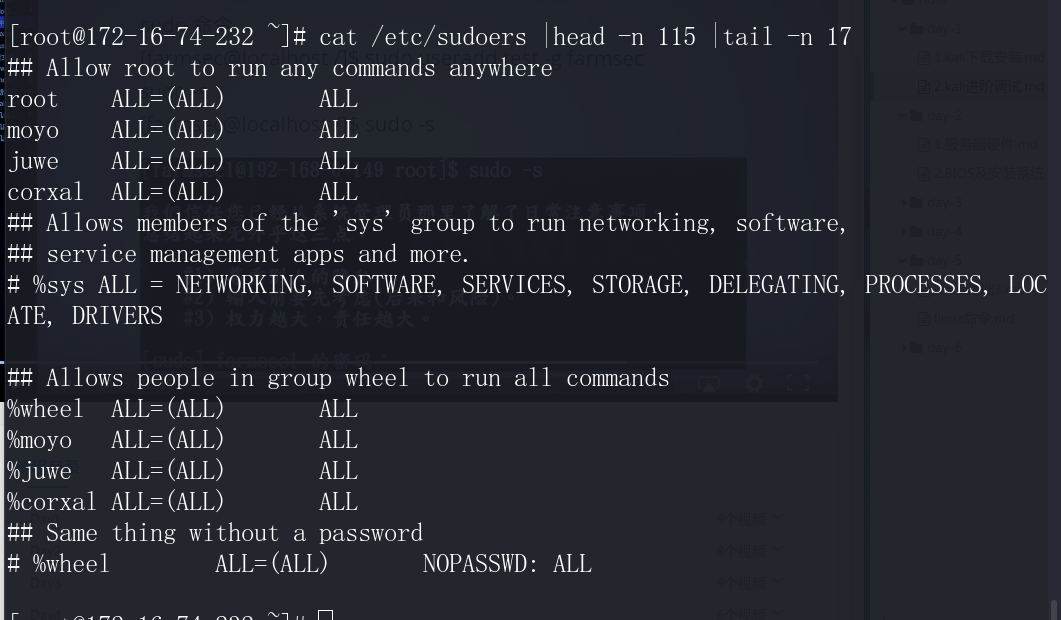 [root@172-16-74-232 ~]# cat /etc/sudoers |head -n 115 |tail -n 17
## Allow root to run any commands anywhere
root    ALL=(ALL)       ALL
moyo    ALL=(ALL)       ALL
juwe    ALL=(ALL)       ALL
corxal  ALL=(ALL)       ALL
## Allows members of the 'sys' group to run networking, software,
## service management apps and more.
# %sys ALL = NETWORKING, SOFTWARE, SERVICES, STORAGE, DELEGATING, PROCESSES, LOC
ATE, DRIVERS
## Allows people in group wheel to run all commands
%wheel  ALL=(ALL)       ALL
%moyo   ALL=(ALL)       ALL
%juwe   ALL=(ALL)       ALL
%corxal ALL=(ALL)       ALL
## Same thing without a password
# %wheel        ALL=(ALL)       NOPASSWD: ALL